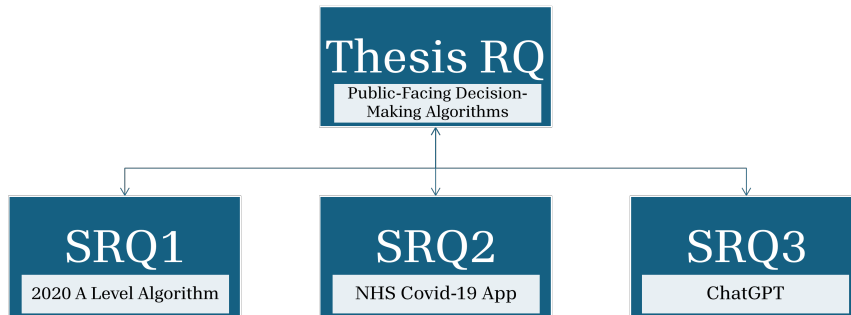 Thesis RQ
Public-Facing Decision-
Making Algorithms
SRQ1
SRQ2
SRQ3
2020 A Level Algorithm
NHS Covid-19 App
ChatGPT